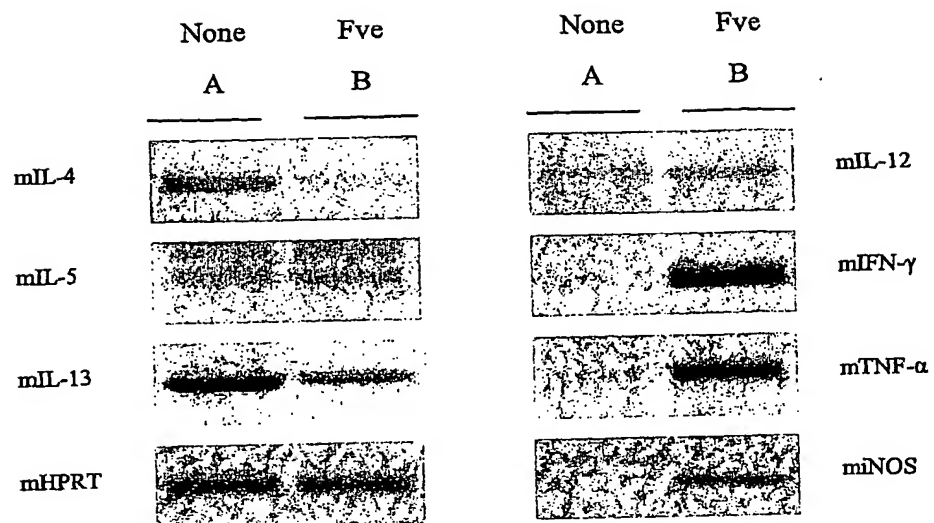 None Fve None Fve
A B A B
mIL-4 mIL-12
mIL-5 mIFN-γ
mIL-13 mTNF-α
mHPRT miNOS